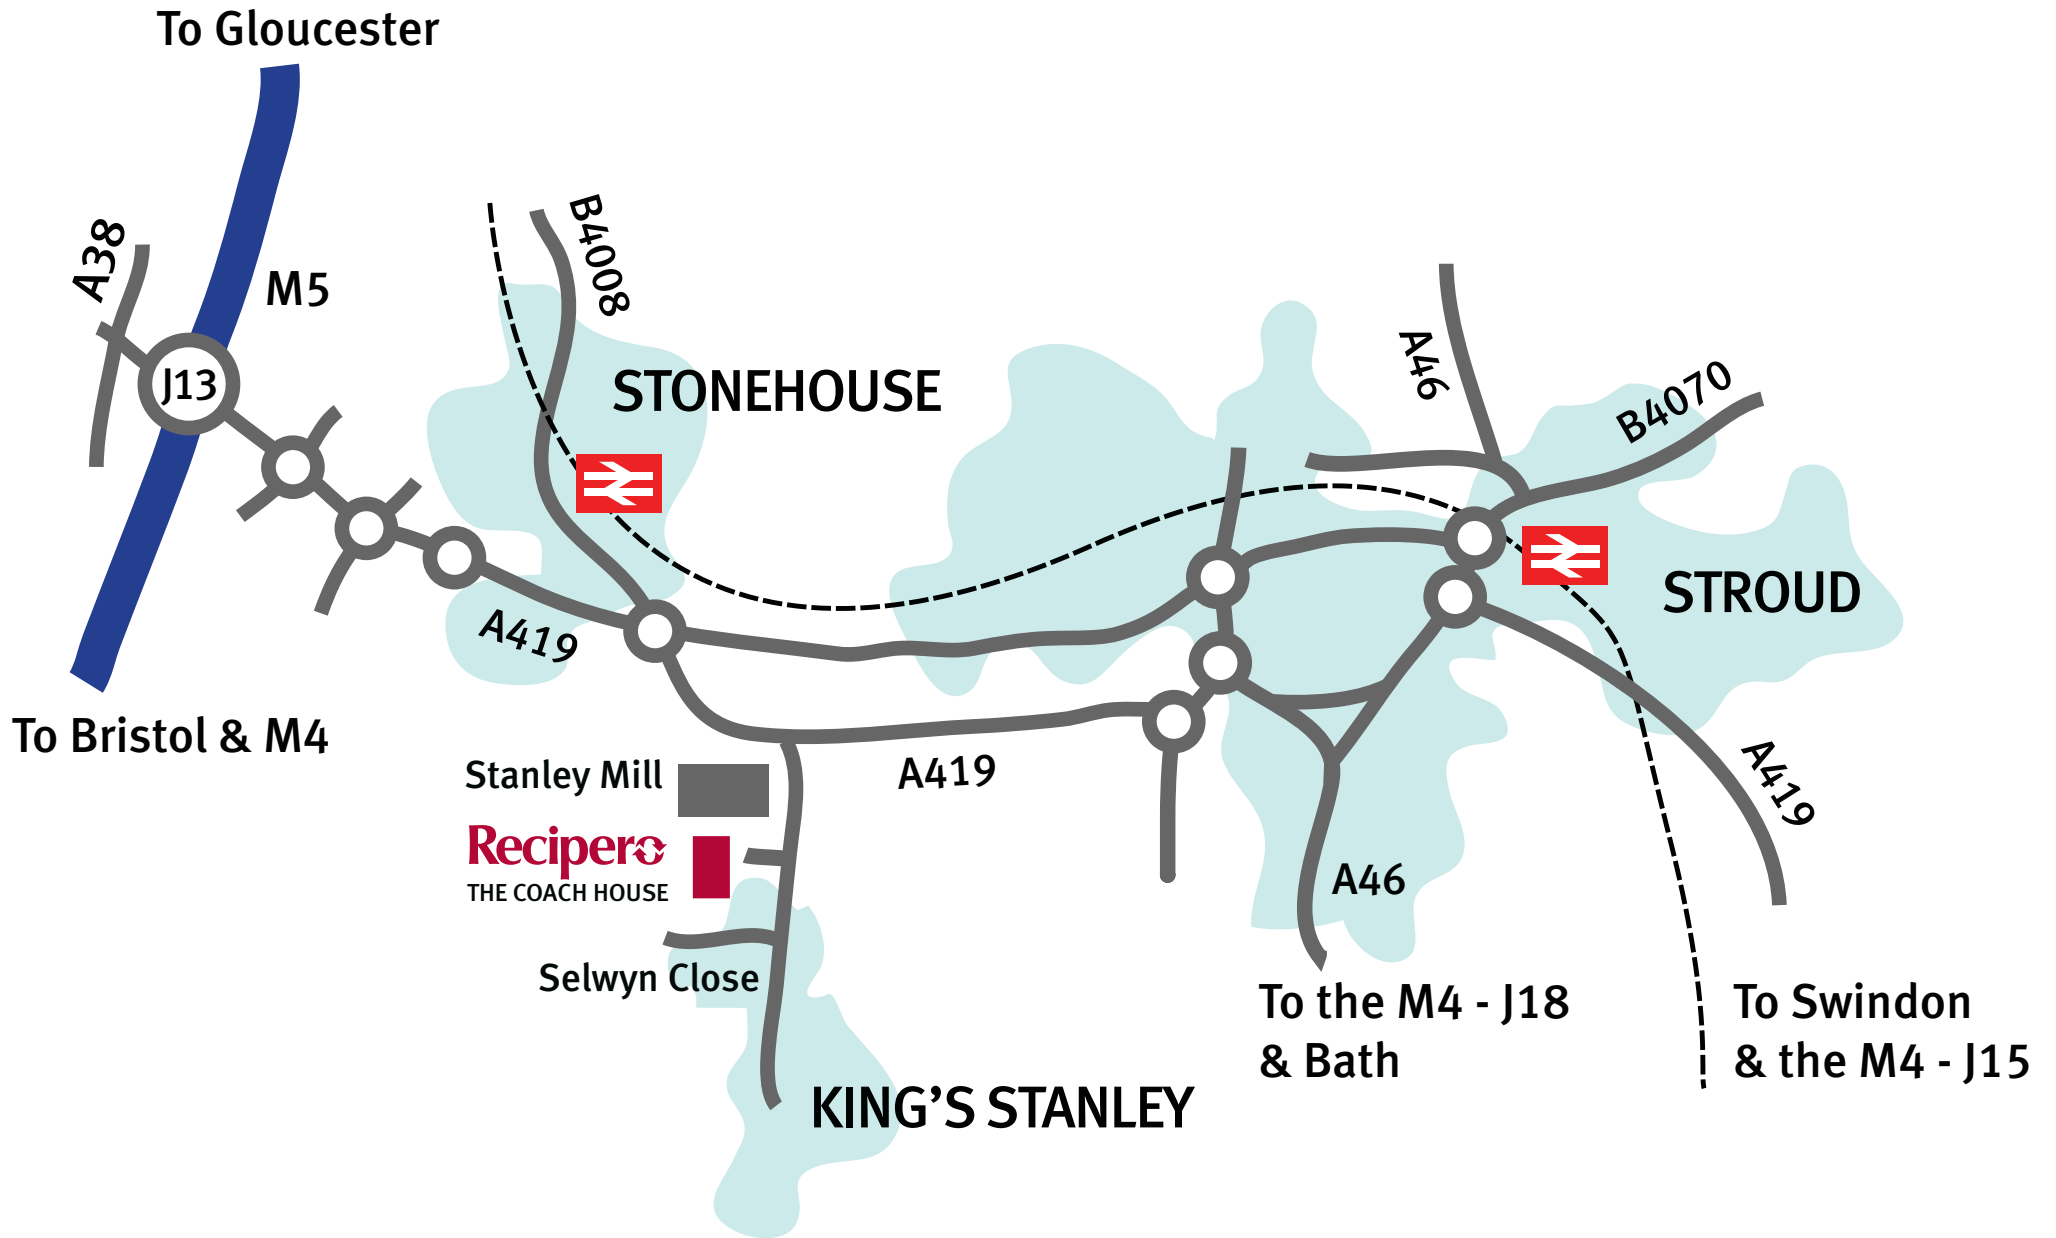 To Gloucester
A38
M5
J13
B4008
STONEHOUSE
A46
B4070
STROUD
A419
To Bristol & M4
Stanley Mill
A419
A419
Recipero
THE COACH HOUSE
A46
Selwyn Close
To the M4 - J18
& Bath
To Swindon
& the M4 - J15
KING’S STANLEY